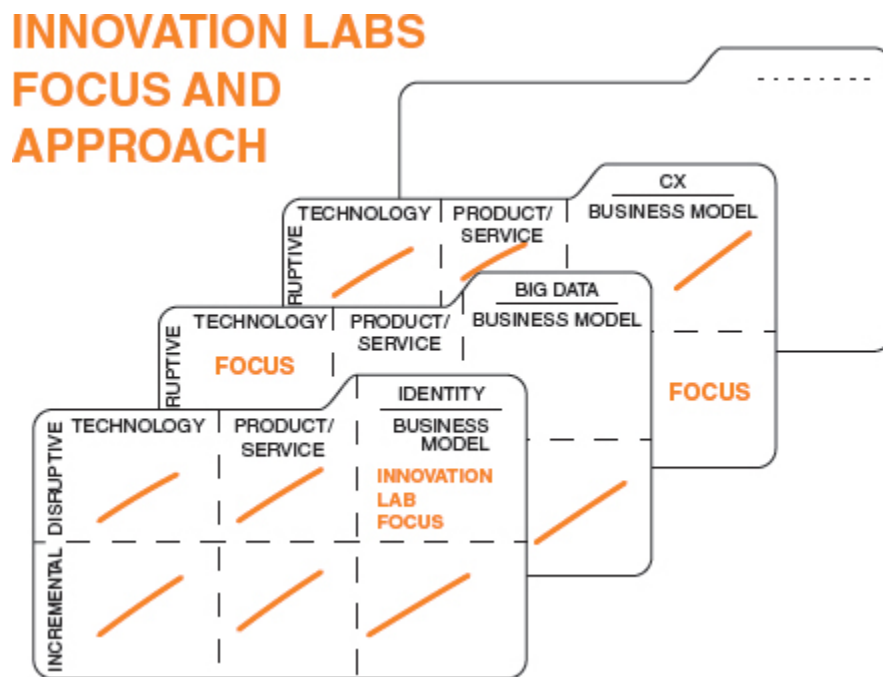 INNOVATION LABS
FOCUS AND
APPROACH
CX
TECHNOLOGY
PRODUCT/
SERVICE
BUSINESS MODEL
RUPTIVE
FOCUS
BIG DATA
TECHNOLOGY
PRODUCT/
SERVICE
BUSINESS MODEL
RUPTIVE
FOCUS
IDENTITY
TECHNOLOGY
PRODUCT/
SERVICE
BUSINESS
MODEL
DISRUPTIVE
INNOVATION
LAB
FOCUS
INCREMENTAL